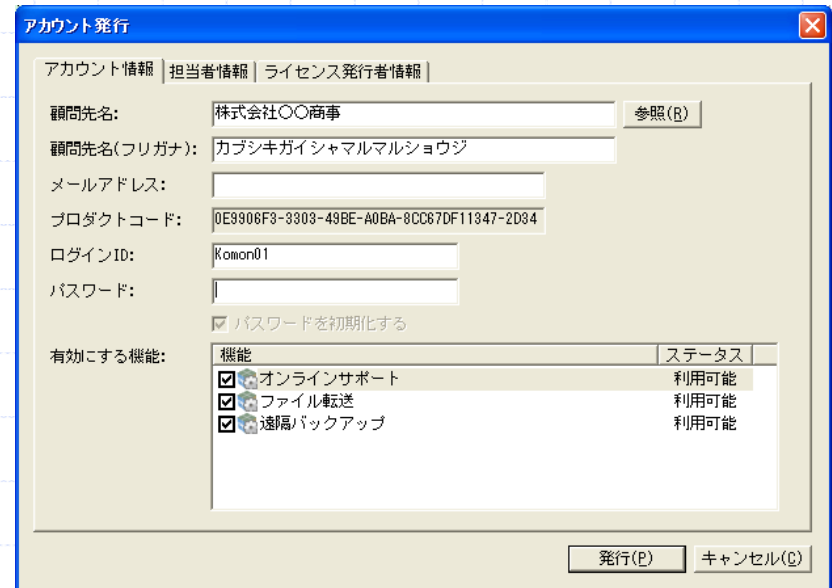 アカウント発行
アカウント情報 担当者情報 ライセンス発行者情報
顧問先名: 株式会社〇〇商事 参照(R)
顧問先名(フリガナ): カブシキガイシャマルマルショウジ
メールアドレス:
プロダクトコード: 0E9906F3-3303-49BE-A0BA-8CC67DF11347-2D34
ログインID: Komon01
パスワード:
パスワードを初期化する
有効にする機能: 機能 ステータス
オンラインサポート 利用可能
ファイル転送 利用可能
遠隔バックアップ 利用可能
発行(P) キャンセル(C)